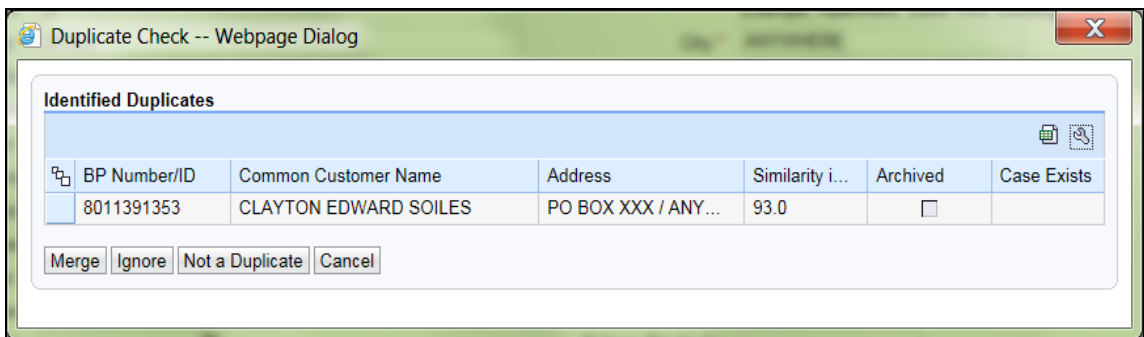 Duplicate Check -- Webpage Dialog
Identified Duplicates
BP Number/ID Common Customer Name Address Similarity i... Archived Case Exists
8011391353 CLAYTON EDWARD SOILES PO BOX XXX / ANY... 93.0
Merge Ignore Not a Duplicate Cancel